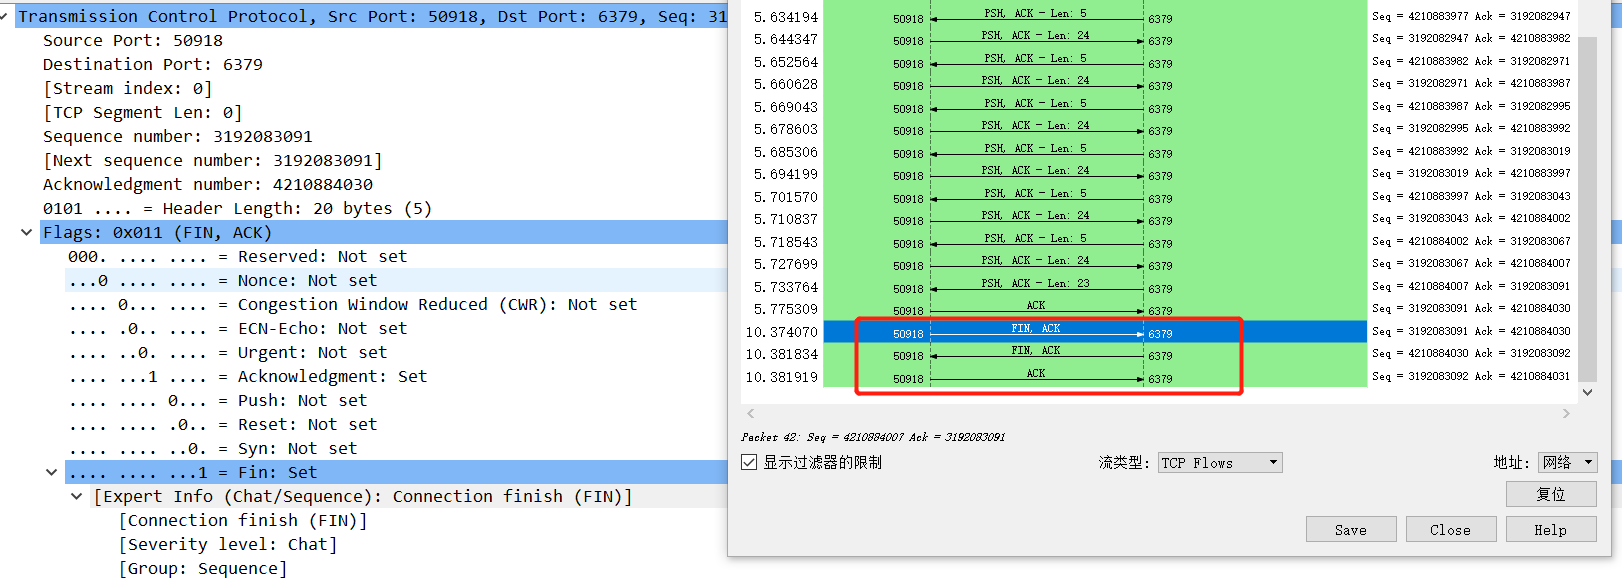 Transmission Control Protocol, Src Port: 50918, Dst Port: 6379, Seq: 31
Source Port: 50918
Destination Port: 6379
[Stream index: 0]
[TCP Segment Len: 0]
Sequence number: 3192083091
[Next sequence number: 3192083091]
Acknowledgment number: 4210884030
0101 .... = Header Length: 20 bytes (5)
Flags: 0x011 (FIN, ACK)
000. .... .... = Reserved: Not set
...0 .... .... = Nonce: Not set
.... 0... .... = Congestion Window Reduced (CWR): Not set
.... .0.. .... = ECN-Echo: Not set
.... ..0. .... = Urgent: Not set
.... ...1 .... = Acknowledgment: Set
.... .... 0... = Push: Not set
.... .... .0.. = Reset: Not set
.... .... ..0. = Syn: Not set
.... .... ...1 = Fin: Set
[Expert Info (Chat/Sequence): Connection finish (FIN)]
[Connection finish (FIN)]
[Severity level: Chat]
[Group: Sequence]
5.634194 50918 PSH, ACK - Len: 5 6379 Seq = 4210883977 Ack = 3192082947
5.644347 50918 PSH, ACK - Len: 24 6379 Seq = 3192082947 Ack = 4210883982
5.652564 50918 PSH, ACK - Len: 5 6379 Seq = 4210883982 Ack = 3192082971
5.660628 50918 PSH, ACK - Len: 24 6379 Seq = 3192082971 Ack = 4210883987
5.669043 50918 PSH, ACK - Len: 5 6379 Seq = 4210883987 Ack = 3192082995
5.678603 50918 PSH, ACK - Len: 24 6379 Seq = 3192082995 Ack = 4210883992
5.685306 50918 PSH, ACK - Len: 5 6379 Seq = 4210883992 Ack = 3192083019
5.694199 50918 PSH, ACK - Len: 24 6379 Seq = 3192083019 Ack = 4210883997
5.701570 50918 PSH, ACK - Len: 5 6379 Seq = 4210883997 Ack = 3192083043
5.710837 50918 PSH, ACK - Len: 24 6379 Seq = 3192083043 Ack = 4210884002
5.718543 50918 PSH, ACK - Len: 5 6379 Seq = 4210884002 Ack = 3192083067
5.727699 50918 PSH, ACK - Len: 24 6379 Seq = 3192083067 Ack = 4210884007
5.733764 50918 PSH, ACK - Len: 23 6379 Seq = 4210884007 Ack = 3192083091
5.775309 50918 ACK 6379 Seq = 3192083091 Ack = 4210884030
10.374070 50918 FIN, ACK 6379 Seq = 3192083091 Ack = 4210884030
10.381834 50918 FIN, ACK 6379 Seq = 4210884030 Ack = 3192083092
10.381919 50918 ACK 6379 Seq = 3192083092 Ack = 4210884031
Packet 42: Seq = 4210884007 Ack = 3192083091
显示过滤器的限制 流类型: TCP Flows 地址: 网络
复位
Save Close Help